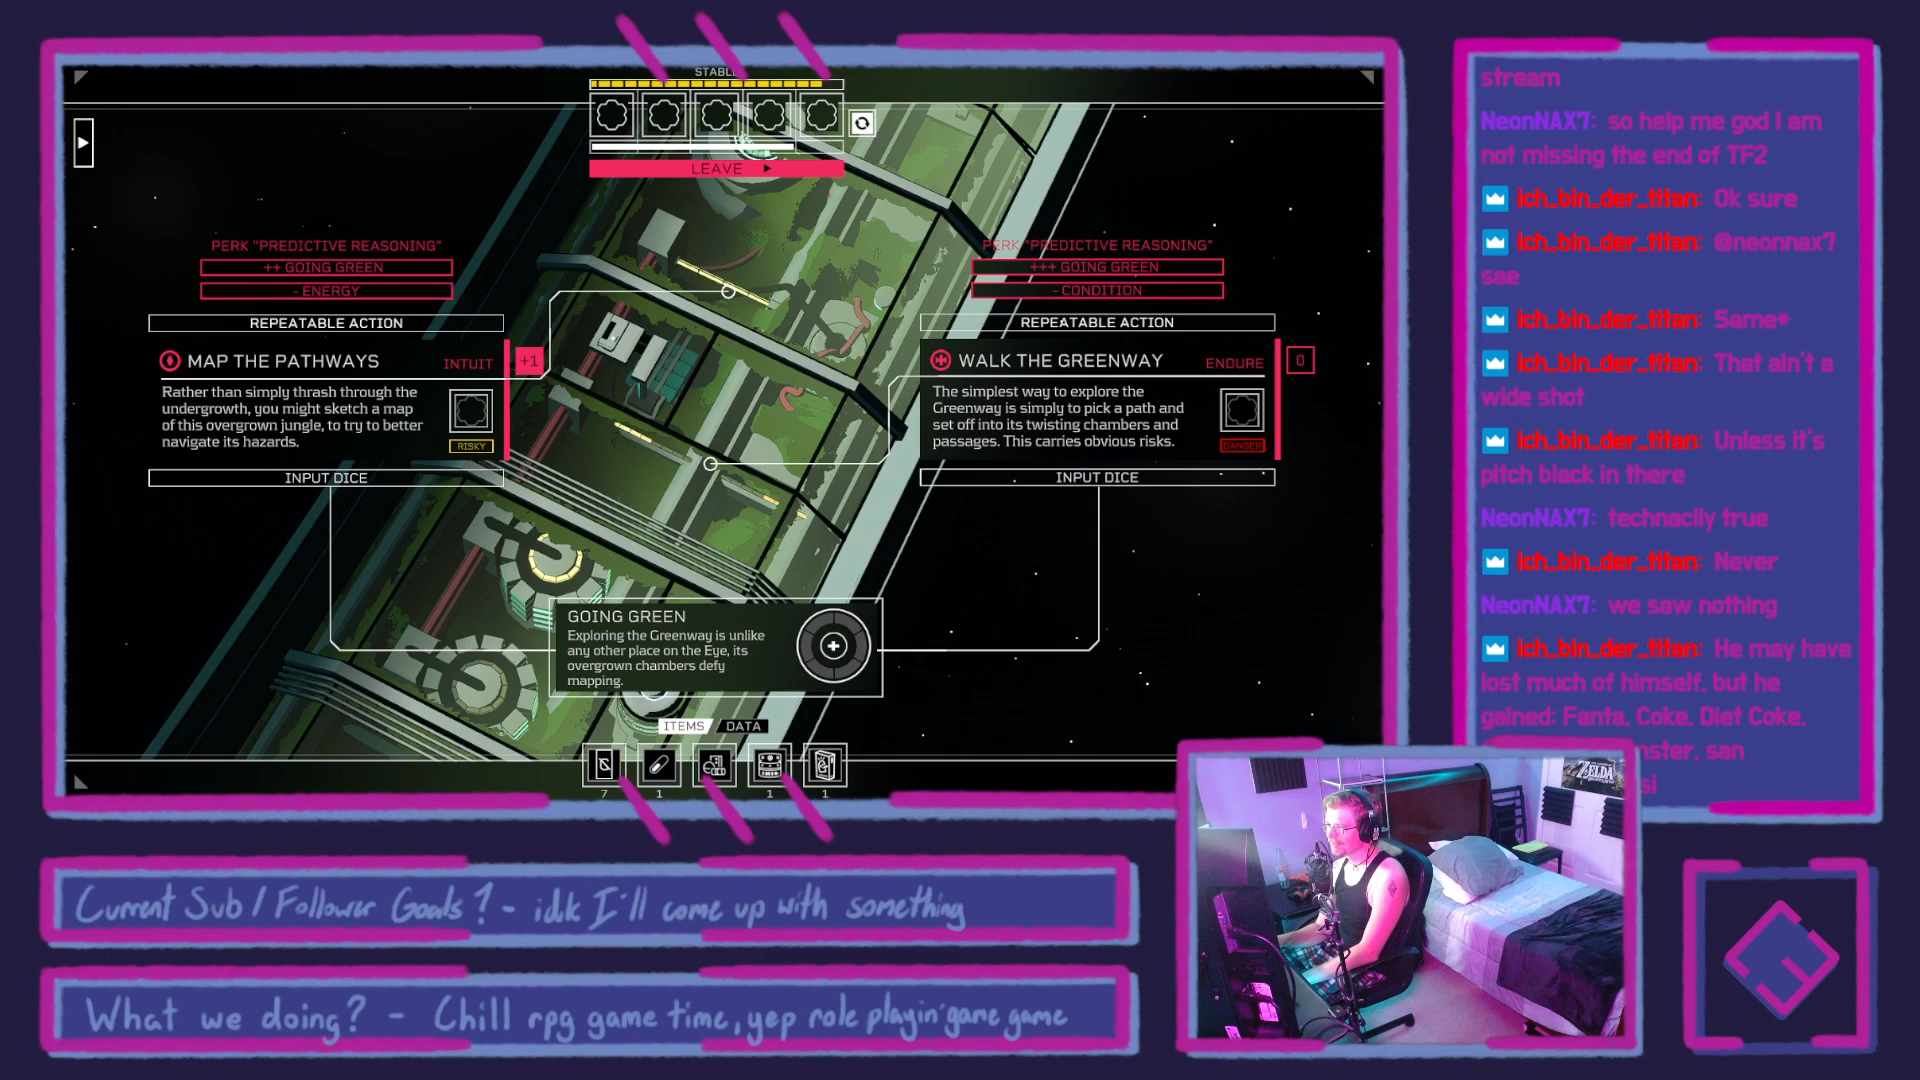 STABLE
LEAVE
PERK "PREDICTIVE REASONING"
++ GOING GREEN
- ENERGY
REPEATABLE ACTION
MAP THE PATHWAYS
INTUIT
+1
Rather than simply thrash through the
undergrowth, you might sketch a map
of this overgrown jungle, to try to better
navigate its hazards.
RISKY
INPUT DICE
PERK "PREDICTIVE REASONING"
+++ GOING GREEN
- CONDITION
REPEATABLE ACTION
WALK THE GREENWAY
ENDURE
0
The simplest way to explore the
Greenway is simply to pick a path and
set off into its twisting chambers and
passages. This carries obvious risks.
DANGER
INPUT DICE
GOING GREEN
Exploring the Greenway is unlike
any other place on the Eye, its
overgrown chambers defy
mapping.
ITEMS
DATA
7
1
1
1
stream
NeonNAX7: so help me god I am
not missing the end of TF2
ich_bin_der_titan: Ok sure
ich_bin_der_titan: @neonnax7
sae
ich_bin_der_titan: Same*
ich_bin_der_titan: That ain't a
wide shot
ich_bin_der_titan: Unless it's
pitch black in there
NeonNAX7: technaclly true
ich_bin_der_titan: Never
NeonNAX7: we saw nothing
ich_bin_der_titan: He may have
lost much of himself, but he
gained: Fanta, Coke, Diet Coke,
nster, san
si
ZELDA
Current Sub / Follower Goals? - idk I'll come up with something
What we doing? - Chill rpg game time, yep role playin' game game